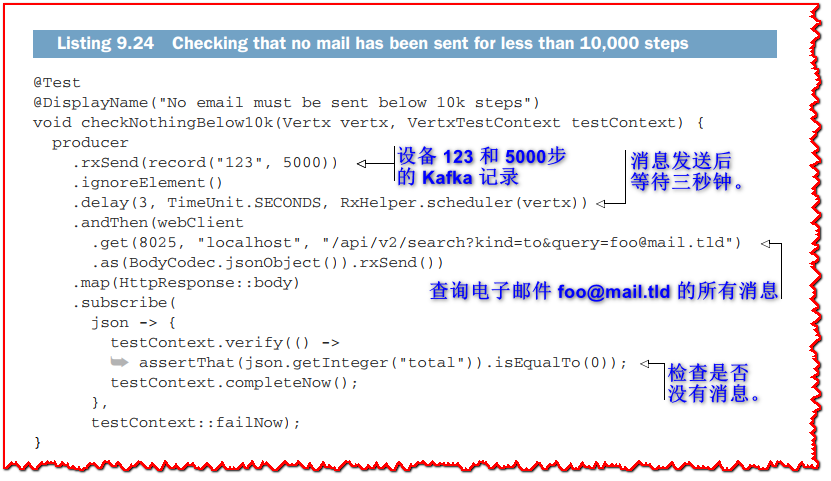 Listing 9.24 Checking that no mail has been sent for less than 10,000 steps
@Test
@DisplayName("No email must be sent below 10k steps")
void checkNothingBelow10k(Vertx vertx, VertxTestContext testContext) {
producer
.rxSend(record("123", 5000))
设备 123 和 5000步
的 Kafka 记录
消息发送后
等待三秒钟。
.ignoreElement()
.delay(3, TimeUnit.SECONDS, RxHelper.scheduler(vertx))
.andThen(webClient
.get(8025, "localhost", "/api/v2/search?kind=to&query=foo@mail.tld")
.as(BodyCodec.jsonObject()).rxSend())
.map(HttpResponse::body)
查询电子邮件 foo@mail.tld 的所有消息
.subscribe(
json -> {
testContext.verify(() ->
assertThat(json.getInteger("total")).isEqualTo(0));
检查是否
没有消息。
testContext.completeNow();
},
testContext::failNow);
}